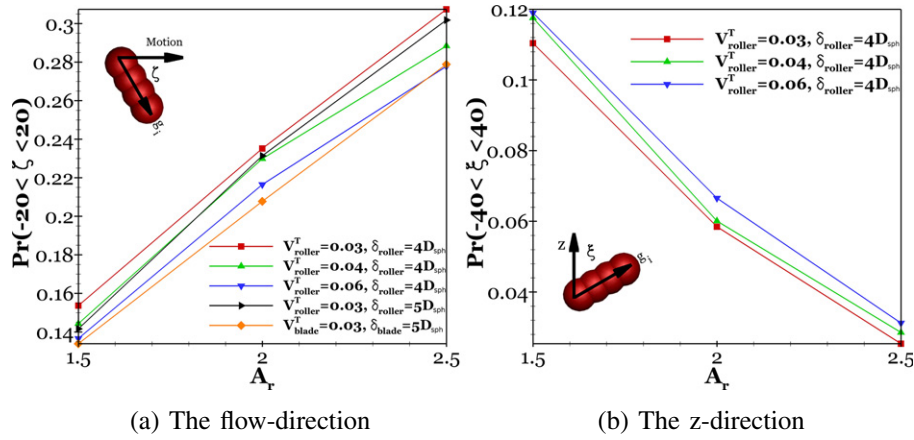 Pr(-20< ζ <20)
0.3
0.28
0.26
0.24
0.22
0.2
0.18
0.16
0.14
Motion
ζ
g_i
V^T_roller=0.03, δ_roller=4D_sph
V^T_roller=0.04, δ_roller=4D_sph
V^T_roller=0.06, δ_roller=4D_sph
V^T_roller=0.03, δ_roller=5D_sph
V^T_blade=0.03, δ_blade=5D_sph
1.5 2 2.5
A_r
(a) The flow-direction
Pr(-40< ξ <40)
0.12
0.1
0.08
0.06
0.04
V^T_roller=0.03, δ_roller=4D_sph
V^T_roller=0.04, δ_roller=4D_sph
V^T_roller=0.06, δ_roller=4D_sph
z
ξ
g_i
1.5 2 2.5
A_r
(b) The z-direction